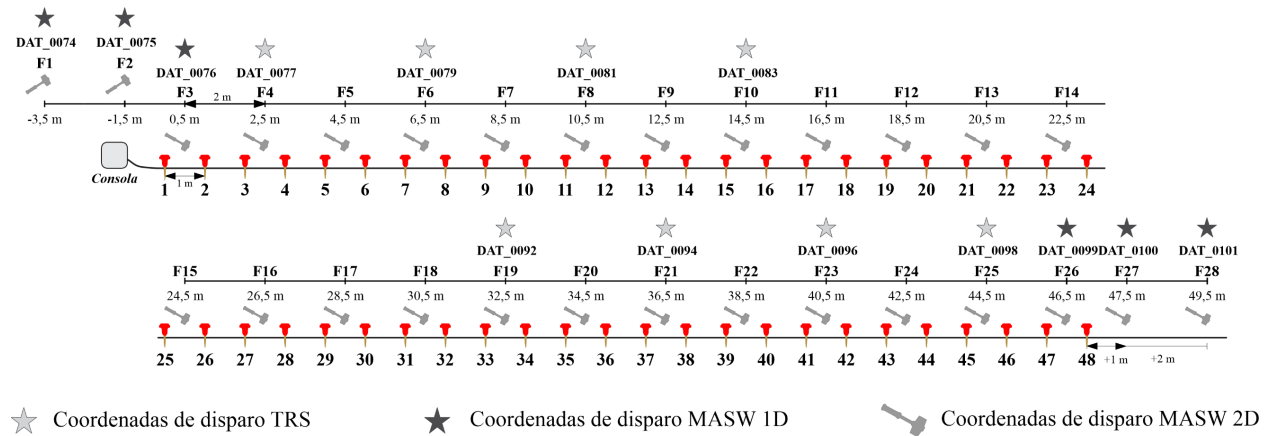 DAT_0074 DAT_0075
F1 F2
DAT_0076 DAT_0077 DAT_0079 DAT_0081 DAT_0083
F3 F4 F5 F6 F7 F8 F9 F10 F11 F12 F13 F14
2 m
-3,5 m -1,5 m 0,5 m 2,5 m 4,5 m 6,5 m 8,5 m 10,5 m 12,5 m 14,5 m 16,5 m 18,5 m 20,5 m 22,5 m
Consola
1 m
1 2 3 4 5 6 7 8 9 10 11 12 13 14 15 16 17 18 19 20 21 22 23 24
DAT_0092 DAT_0094 DAT_0096 DAT_0098 DAT_0099 DAT_0100 DAT_0101
F15 F16 F17 F18 F19 F20 F21 F22 F23 F24 F25 F26 F27 F28
24,5 m 26,5 m 28,5 m 30,5 m 32,5 m 34,5 m 36,5 m 38,5 m 40,5 m 42,5 m 44,5 m 46,5 m 47,5 m 49,5 m
25 26 27 28 29 30 31 32 33 34 35 36 37 38 39 40 41 42 43 44 45 46 47 48
+1 m +2 m
Coordenadas de disparo TRS Coordenadas de disparo MASW 1D Coordenadas de disparo MASW 2D